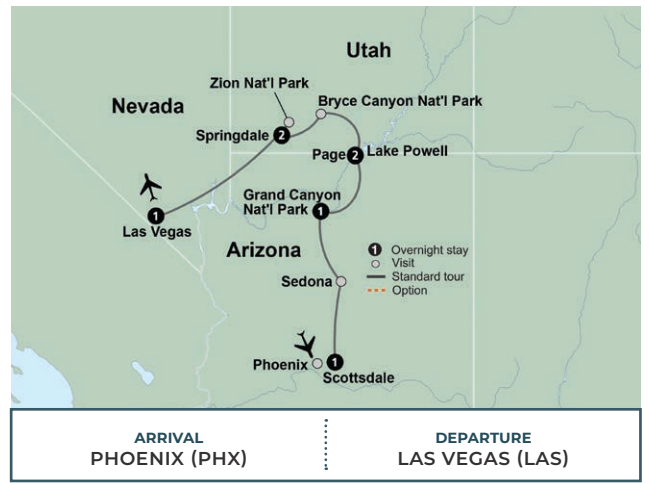 Utah
Zion Nat'l Park
Bryce Canyon Nat'l Park
Nevada
Springdale 2
Page 2 Lake Powell
Grand Canyon
Nat'l Park 1
1
Las Vegas
Arizona
1 Overnight stay
Visit
Standard tour
Option
Sedona
Phoenix
1
Scottsdale
ARRIVAL
PHOENIX (PHX)
DEPARTURE
LAS VEGAS (LAS)